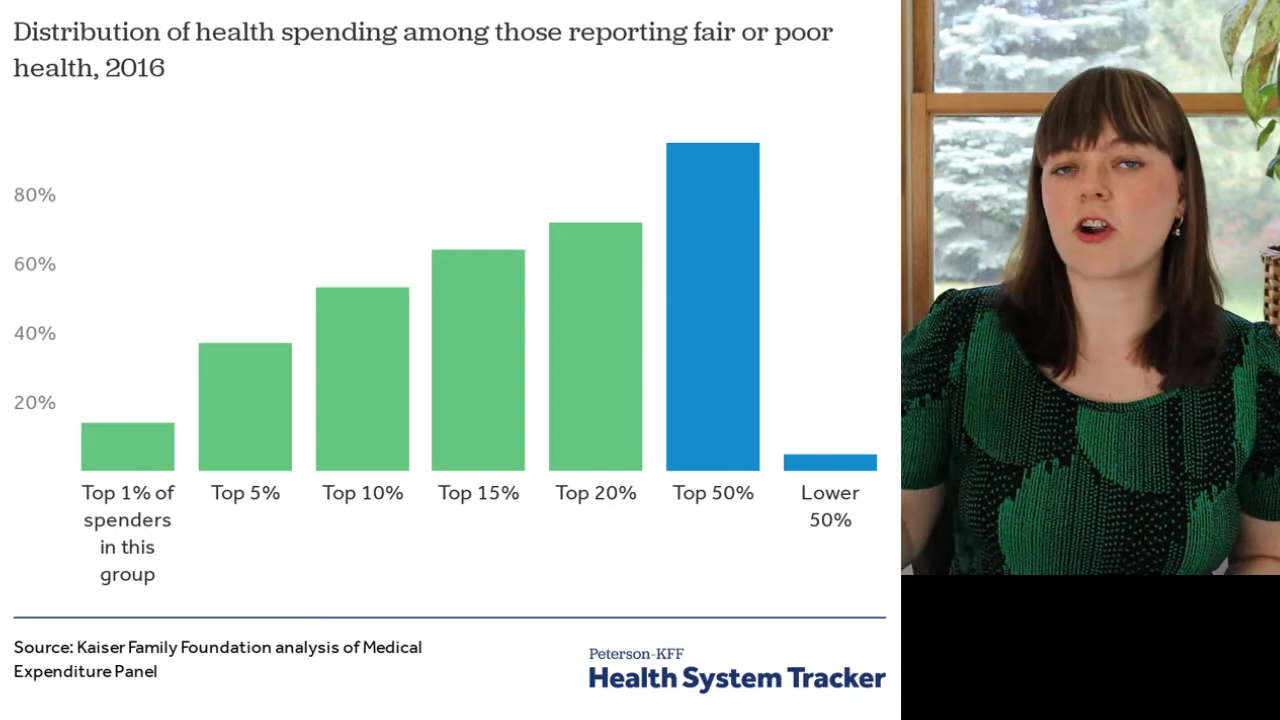 Distribution of health spending among those reporting fair or poor
health, 2016
80%
60%
40%
20%
Top 1% of
spenders
in this
group
Top 5%
Top 10%
Top 15%
Top 20%
Top 50%
Lower
50%
Source: Kaiser Family Foundation analysis of Medical
Expenditure Panel
Peterson-KFF
Health System Tracker